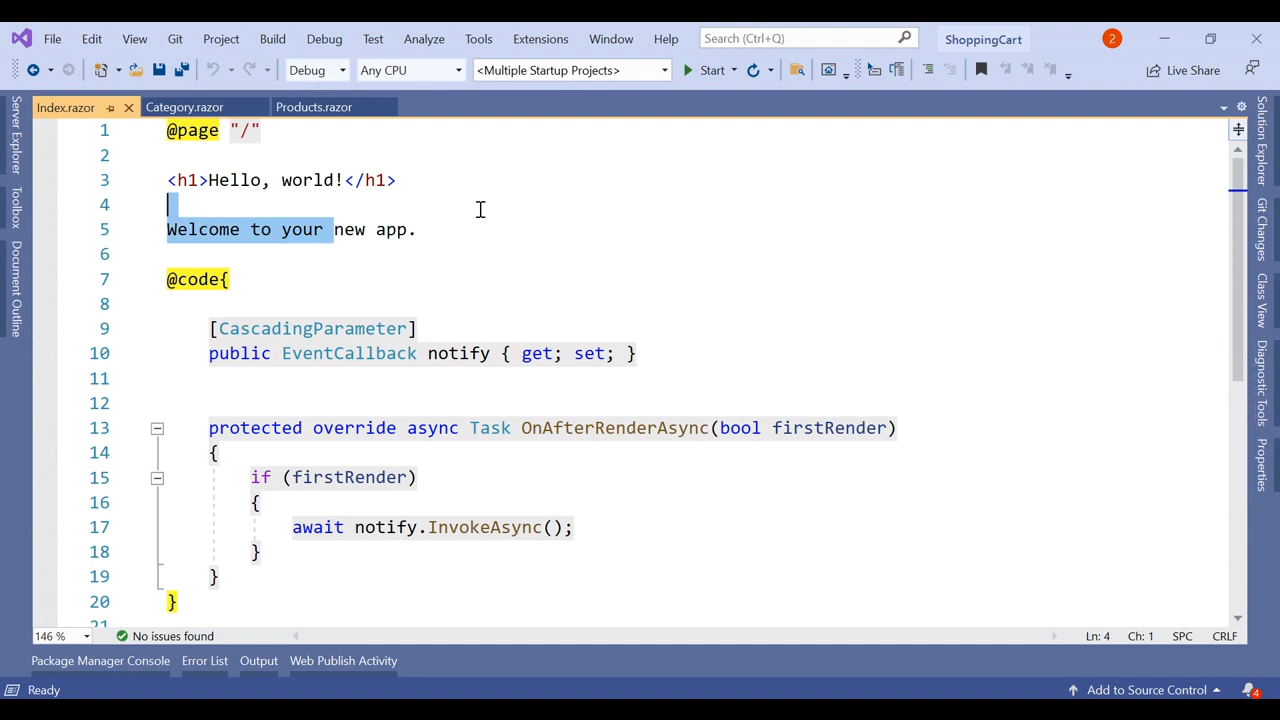 File Edit View Git Project Build Debug Test Analyze Tools Extensions Window Help Search (Ctrl+Q) ShoppingCart 2
Debug Any CPU <Multiple Startup Projects> Start Live Share
Index.razor Category.razor Products.razor
Server Explorer
Toolbox
Document Outline
1 @page "/"
2
3 <h1>Hello, world!</h1>
4
5 Welcome to your new app.
6
7 @code{
8
9 [CascadingParameter]
10 public EventCallback notify { get; set; }
11
12
13 protected override async Task OnAfterRenderAsync(bool firstRender)
14 {
15 if (firstRender)
16 {
17 await notify.InvokeAsync();
18 }
19 }
20 }
21
Solution Explorer
Git Changes
Class View
Diagnostic Tools
Properties
146 % No issues found Ln: 4 Ch: 1 SPC CRLF
Package Manager Console Error List Output Web Publish Activity
Ready Add to Source Control 4